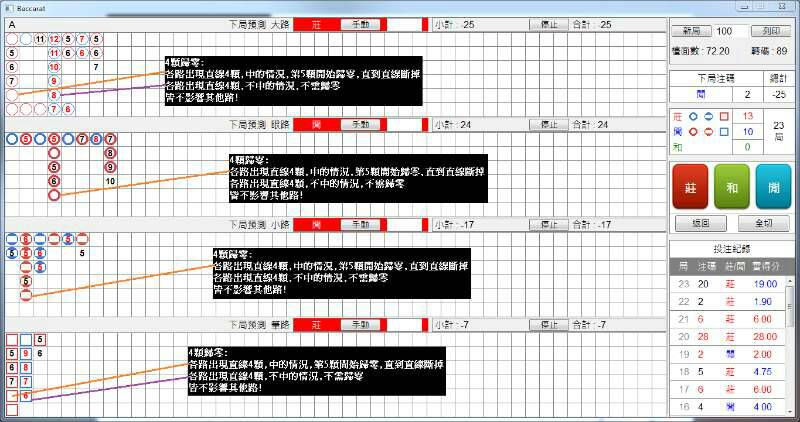 Baccarat
A
下局預測 大路 莊 手動 小計 : -25 停止 合計 : -25
11 12 5 7 5
5 11 6 6 6
6 10 10 7
7 9
8
7 6
4顆歸零:
各路出現直線4顆,中的情況,第5顆開始歸零,直到直線斷掉
各路出現直線4顆,不中的情況,不需歸零
皆不影響其他路!
下局預測 眼路 閒 手動 小計 : 24 停止 合計 : 24
5 7 8 7
8
5 9
6 10
4顆歸零:
各路出現直線4顆,中的情況,第5顆開始歸零,直到直線斷掉
各路出現直線4顆,不中的情況,不需歸零
皆不影響其他路!
下局預測 小路 閒 手動 小計 : -17 停止 合計 : -17
6 5
5 5 6 5
5
4顆歸零:
各路出現直線4顆,中的情況,第5顆開始歸零,直到直線斷掉
各路出現直線4顆,不中的情況,不需歸零
皆不影響其他路!
下局預測 筆路 莊 手動 小計 : -7 停止 合計 : -7
5
5 9 6
6 8
7 7
6
4顆歸零:
各路出現直線4顆,中的情況,第5顆開始歸零,直到直線斷掉
各路出現直線4顆,不中的情況,不需歸零
皆不影響其他路!
新局 100 列印
檯面數 : 72.20 轉碼 : 89
下局注碼 總計
閒 2 -25
莊 13
閒 10
和 0
23
局
莊 和 閒
返回 全切
投注紀錄
局 注碼 莊/閒 實得分
23 20 莊 19.00
22 2 莊 1.90
21 6 莊 6.00
20 28 莊 28.00
19 2 閒 2.00
18 5 莊 4.75
17 6 莊 6.00
16 4 閒 4.00